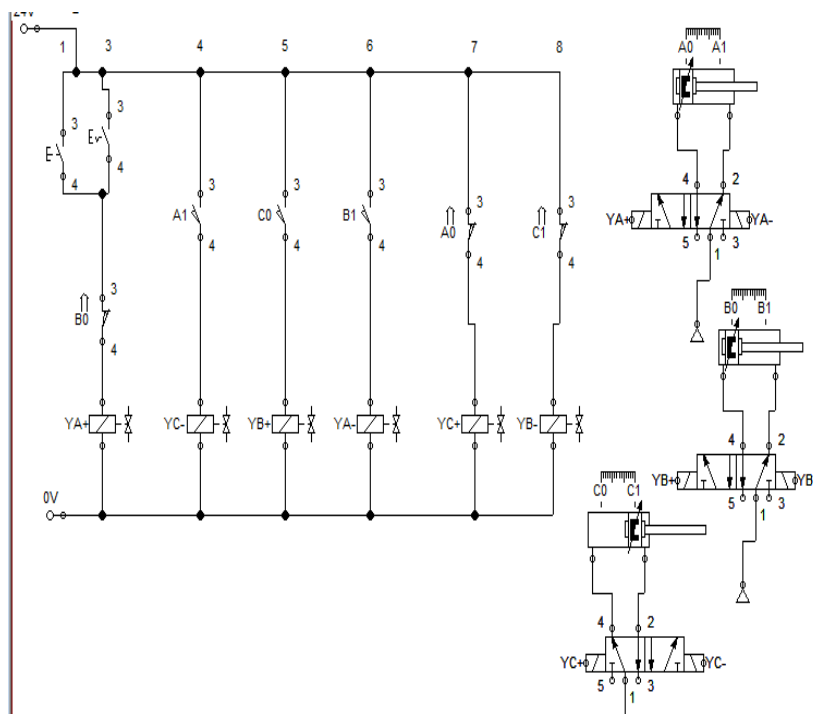 24V
1 3 4 5 6 7 8
A0 A1
3
3
E
E
4
4
3 3 3
A1 C0 B1
4 4 4
3 3
A0 C1
4 4
4 2
YA+ YA-
5 1 3
3
B0
4
B0 B1
YA+ YC- YB+ YA- YC+ YB-
4 2
YB+ YB
5 1 3
0V
C0 C1
4 2
YC+ YC-
5 1 3